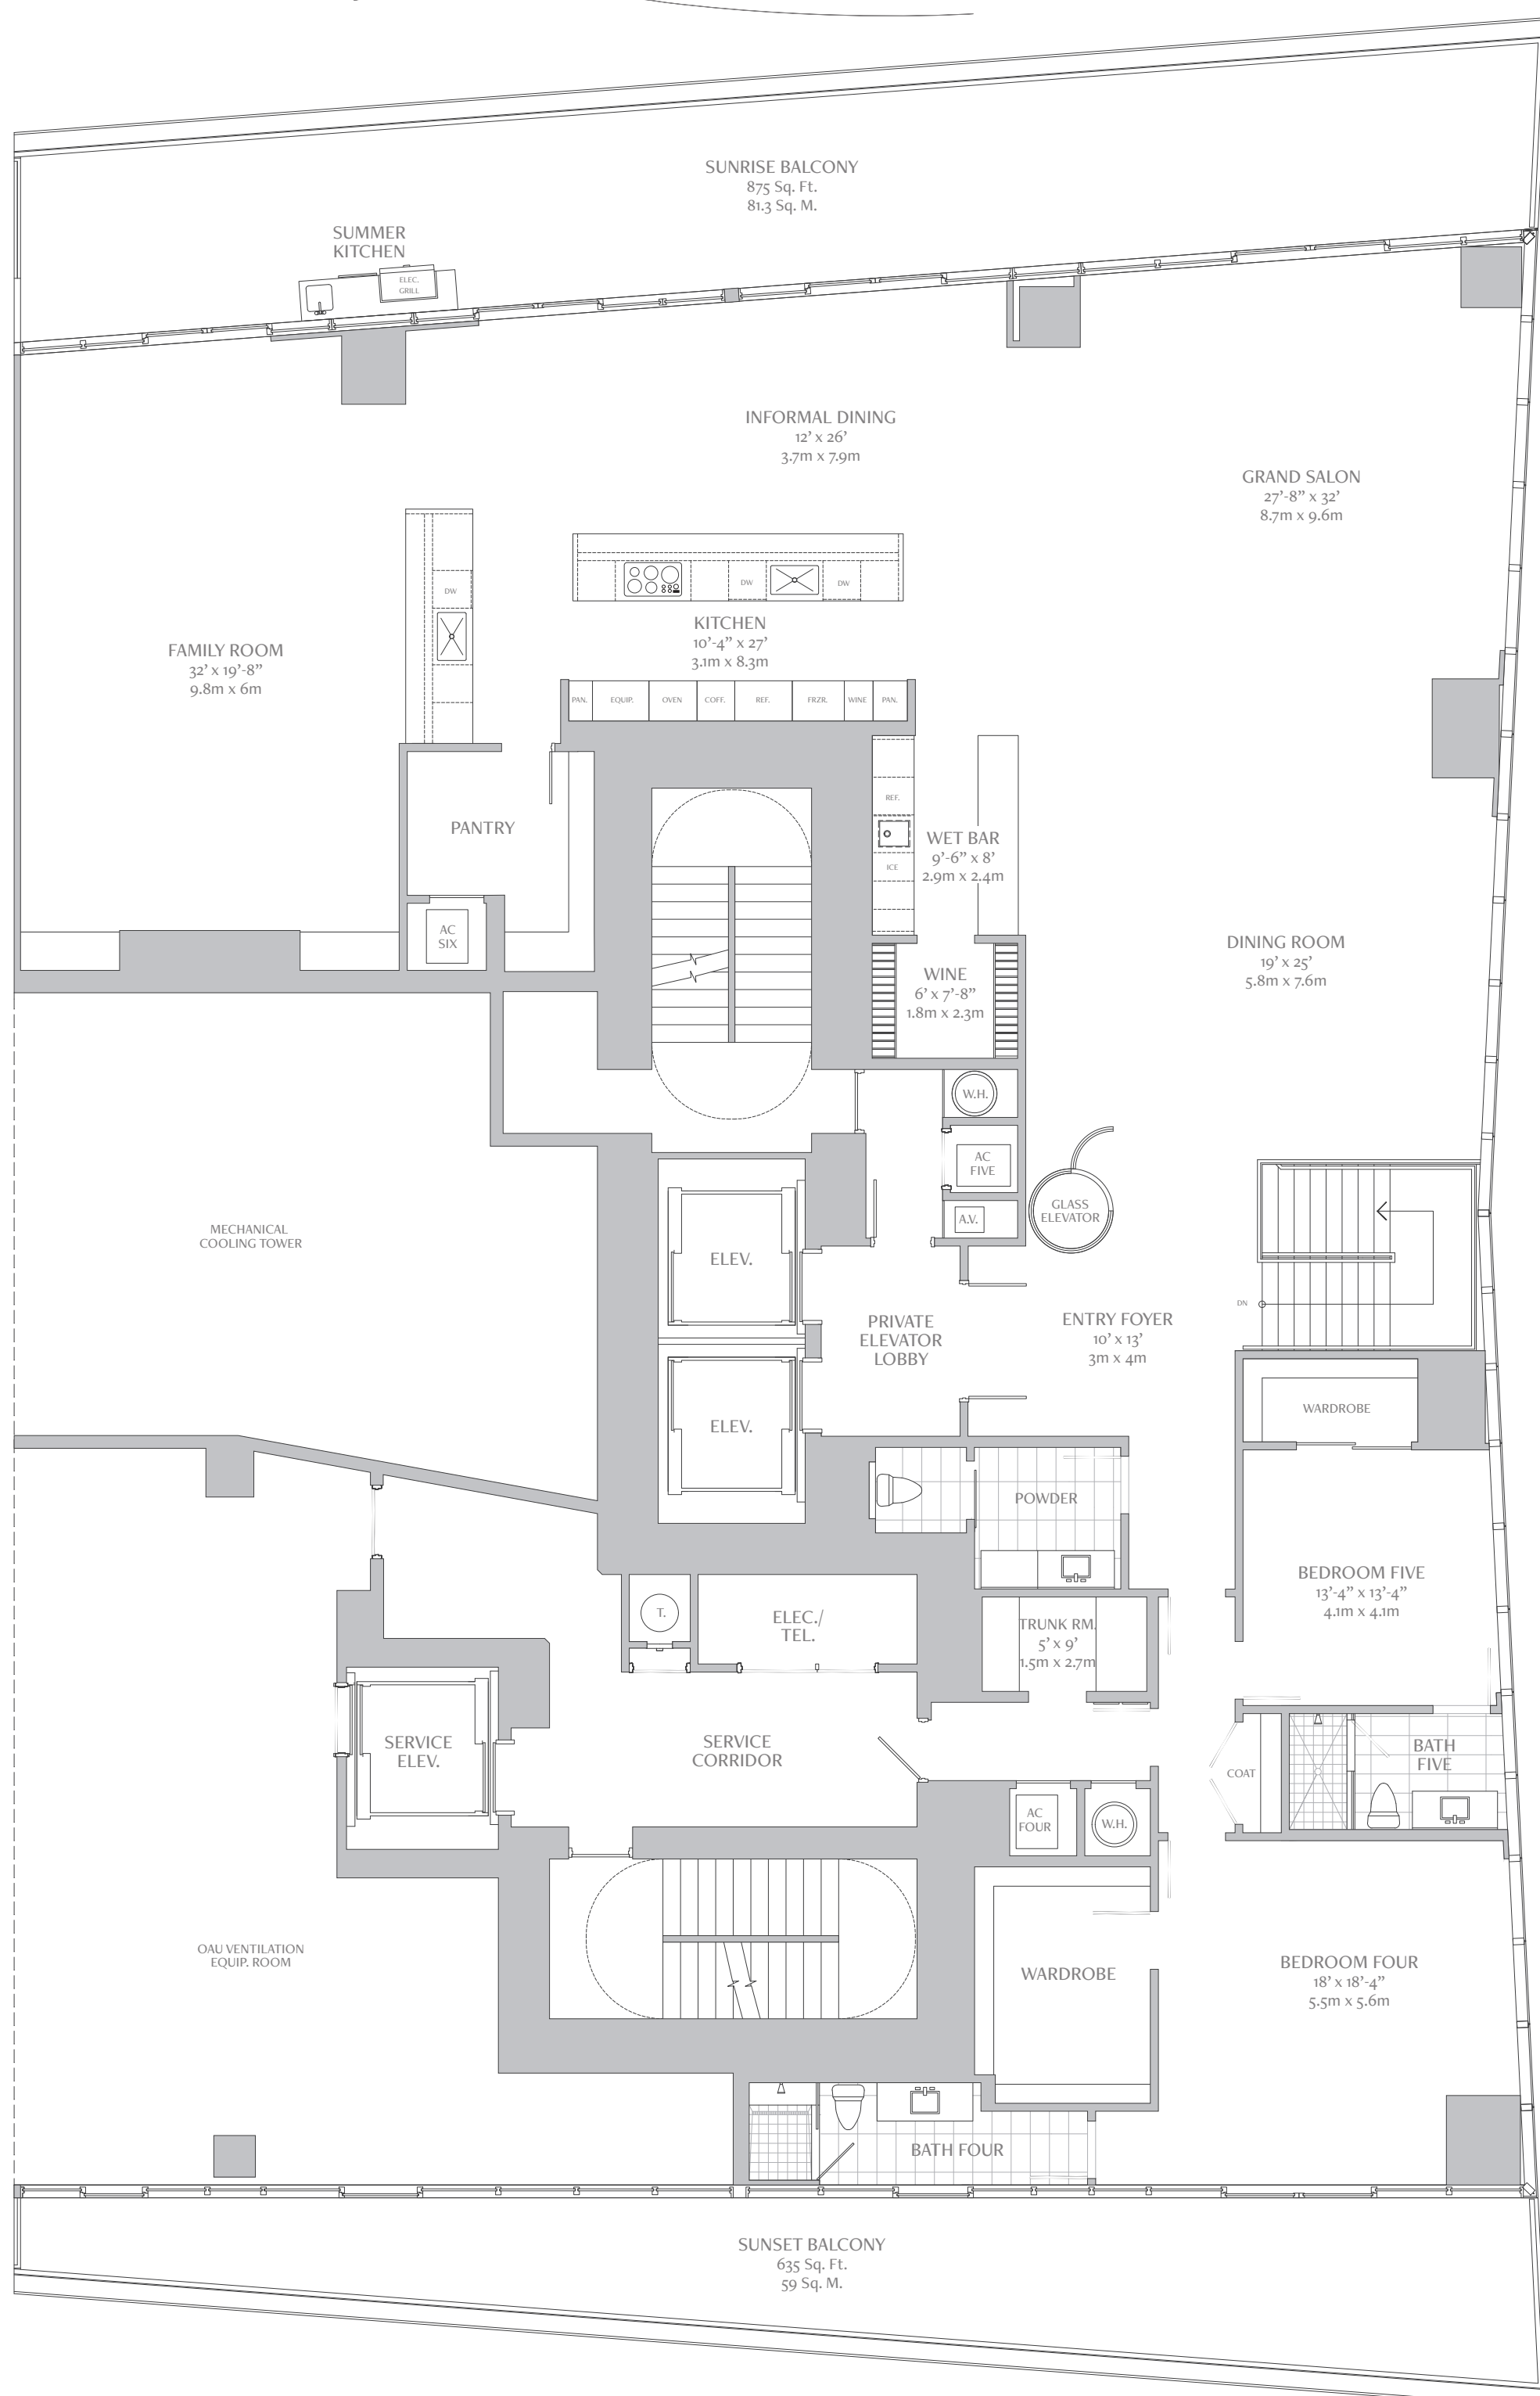 SUNRISE BALCONY
875 Sq. Ft.
81.3 Sq. M.
SUMMER
KITCHEN
ELEC.
GRILL
INFORMAL DINING
12’ x 26’
3.7m x 7.9m
GRAND SALON
27’-8” x 32’
8.7m x 9.6m
DW
DW
DW
KITCHEN
10’-4” x 27’
3.1m x 8.3m
FAMILY ROOM
32’ x 19’-8”
9.8m x 6m
PAN.
EQUIP.
OVEN
COFF.
REF.
FRZR.
WINE
PAN.
PANTRY
REF.
ICE
WET BAR
9’-6” x 8’
2.9m x 2.4m
AC
SIX
DINING ROOM
19’ x 25’
5.8m x 7.6m
WINE
6’ x 7’-8”
1.8m x 2.3m
W.H.
AC
FIVE
A.V.
GLASS
ELEVATOR
MECHANICAL
COOLING TOWER
ELEV.
DN
PRIVATE
ELEVATOR
LOBBY
ENTRY FOYER
10’ x 13’
3m x 4m
ELEV.
WARDROBE
POWDER
BEDROOM FIVE
13’-4” x 13’-4”
4.1m x 4.1m
T.
ELEC./
TEL.
TRUNK RM.
5’ x 9’
1.5m x 2.7m
SERVICE
ELEV.
SERVICE
CORRIDOR
COAT
BATH
FIVE
AC
FOUR
W.H.
OAU VENTILATION
EQUIP. ROOM
WARDROBE
BEDROOM FOUR
18’ x 18’-4”
5.5m x 5.6m
BATH FOUR
SUNSET BALCONY
635 Sq. Ft.
59 Sq. M.